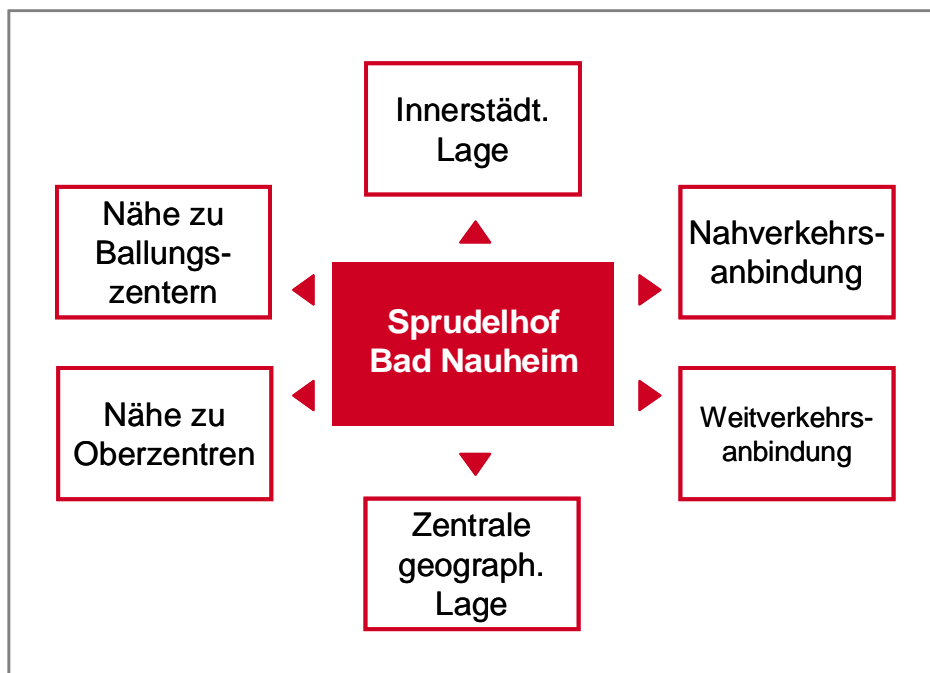 Innerstädt.
Lage
Nähe zu
Ballungs-
zentern
Nahverkehrs-
anbindung
Sprudelhof
Bad Nauheim
Nähe zu
Oberzentren
Weitverkehrs-
anbindung
Zentrale
geograph.
Lage